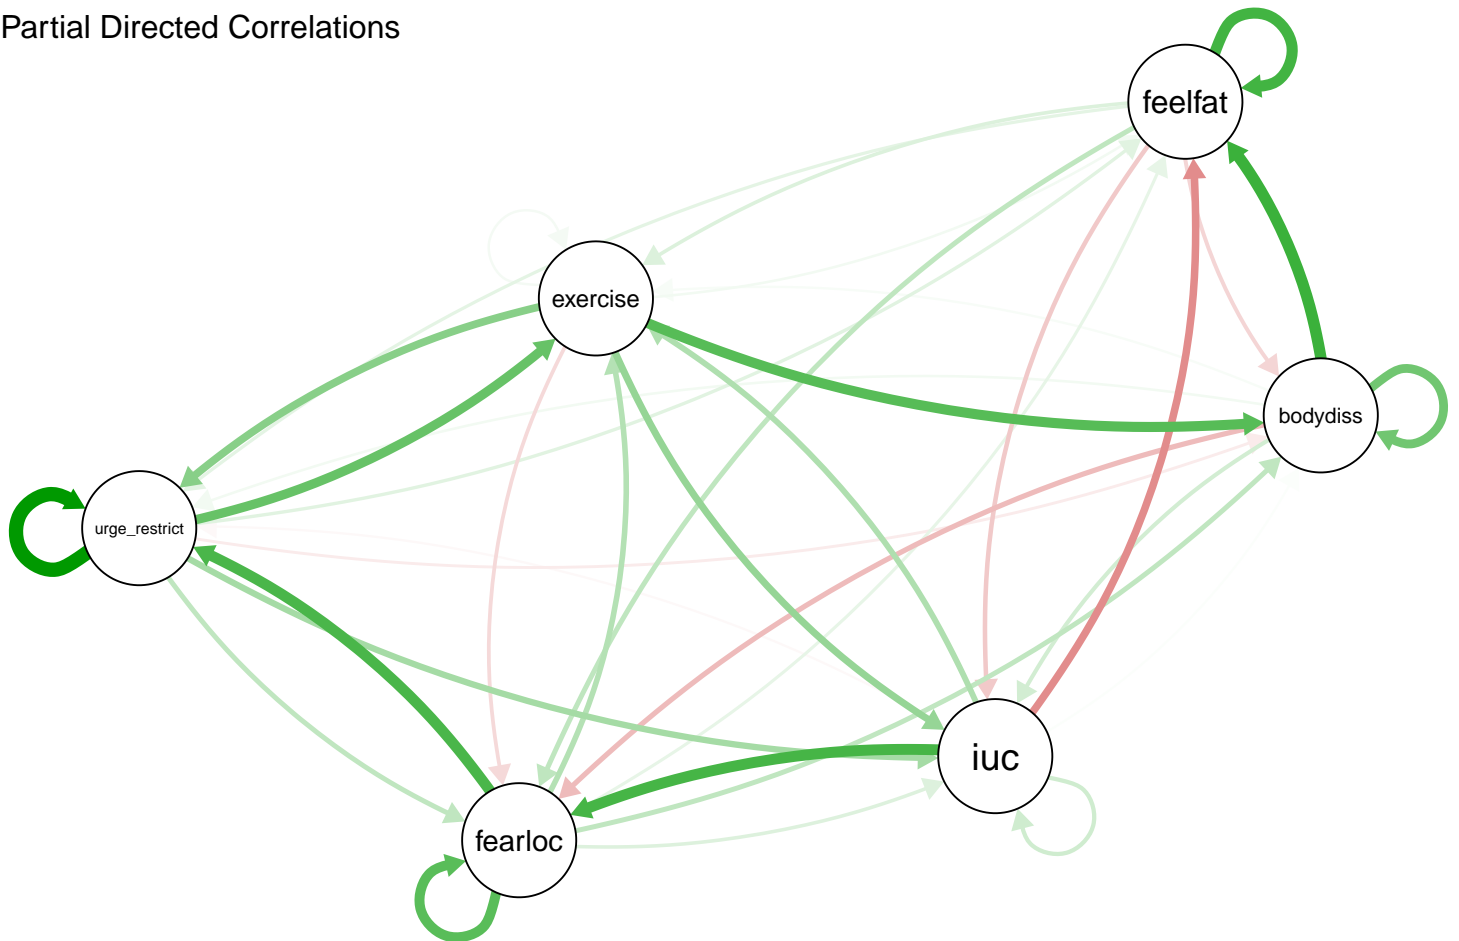 Partial Directed Correlations
feelfat
exercise
bodydiss
urge_restrict
iuc
fearloc